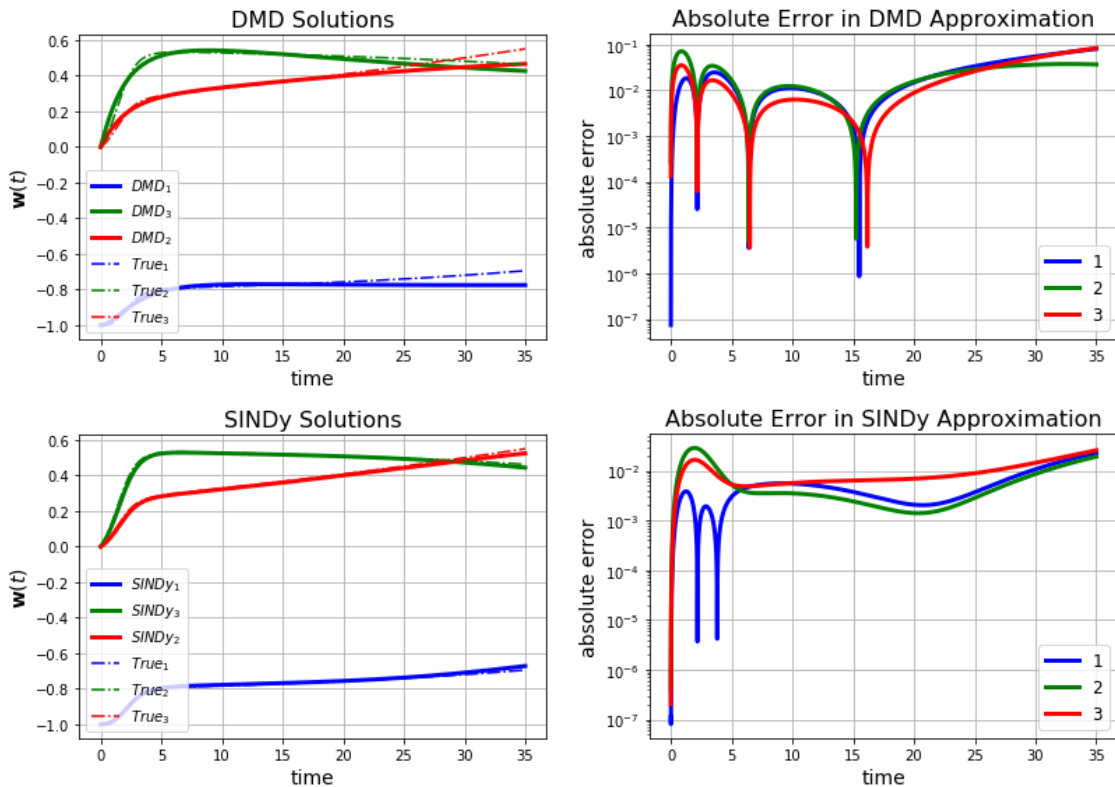 DMD Solutions
0.6
0.4
0.2
0.0
−0.2
−0.4
−0.6
−0.8
−1.0
w(t)
DMD₁
DMD₃
DMD₂
True₁
True₂
True₃
0 5 10 15 20 25 30 35
time
Absolute Error in DMD Approximation
10⁻¹
10⁻²
10⁻³
10⁻⁴
10⁻⁵
10⁻⁶
10⁻⁷
absolute error
1
2
3
0 5 10 15 20 25 30 35
time
SINDy Solutions
0.6
0.4
0.2
0.0
−0.2
−0.4
−0.6
−0.8
−1.0
w(t)
SINDy₁
SINDy₃
SINDy₂
True₁
True₂
True₃
0 5 10 15 20 25 30 35
time
Absolute Error in SINDy Approximation
10⁻²
10⁻³
10⁻⁴
10⁻⁵
10⁻⁶
10⁻⁷
absolute error
1
2
3
0 5 10 15 20 25 30 35
time